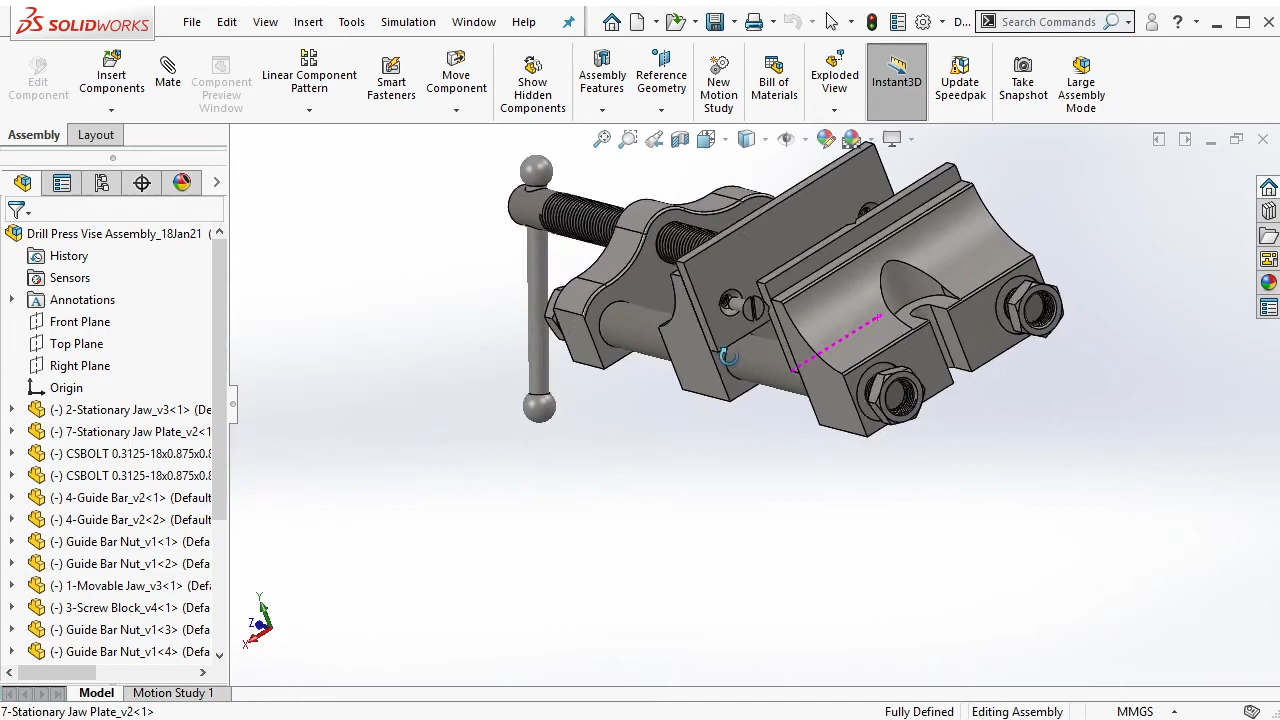 SOLIDWORKS
File Edit View Insert Tools Simulation Window Help
D...
Search Commands
?
Edit Component
Insert Components
Mate
Component Preview Window
Linear Component Pattern
Smart Fasteners
Move Component
Show Hidden Components
Assembly Features
Reference Geometry
New Motion Study
Bill of Materials
Exploded View
Instant3D
Update Speedpak
Take Snapshot
Large Assembly Mode
Assembly Layout
Drill Press Vise Assembly_18Jan21 (
History
Sensors
Annotations
Front Plane
Top Plane
Right Plane
Origin
(-) 2-Stationary Jaw_v3<1> (De
(-) 7-Stationary Jaw Plate_v2<1
(-) CSBOLT 0.3125-18x0.875x0.8
(-) CSBOLT 0.3125-18x0.875x0.8
(-) 4-Guide Bar_v2<1> (Default
(-) 4-Guide Bar_v2<2> (Default
(-) Guide Bar Nut_v1<1> (Defa
(-) Guide Bar Nut_v1<2> (Defa
(-) 1-Movable Jaw_v3<1> (Defa
(-) 3-Screw Block_v4<1> (Defa
(-) Guide Bar Nut_v1<3> (Defa
(-) Guide Bar Nut_v1<4> (Defa
Y
Z
X
Model Motion Study 1
7-Stationary Jaw Plate_v2<1> Fully Defined Editing Assembly MMGS